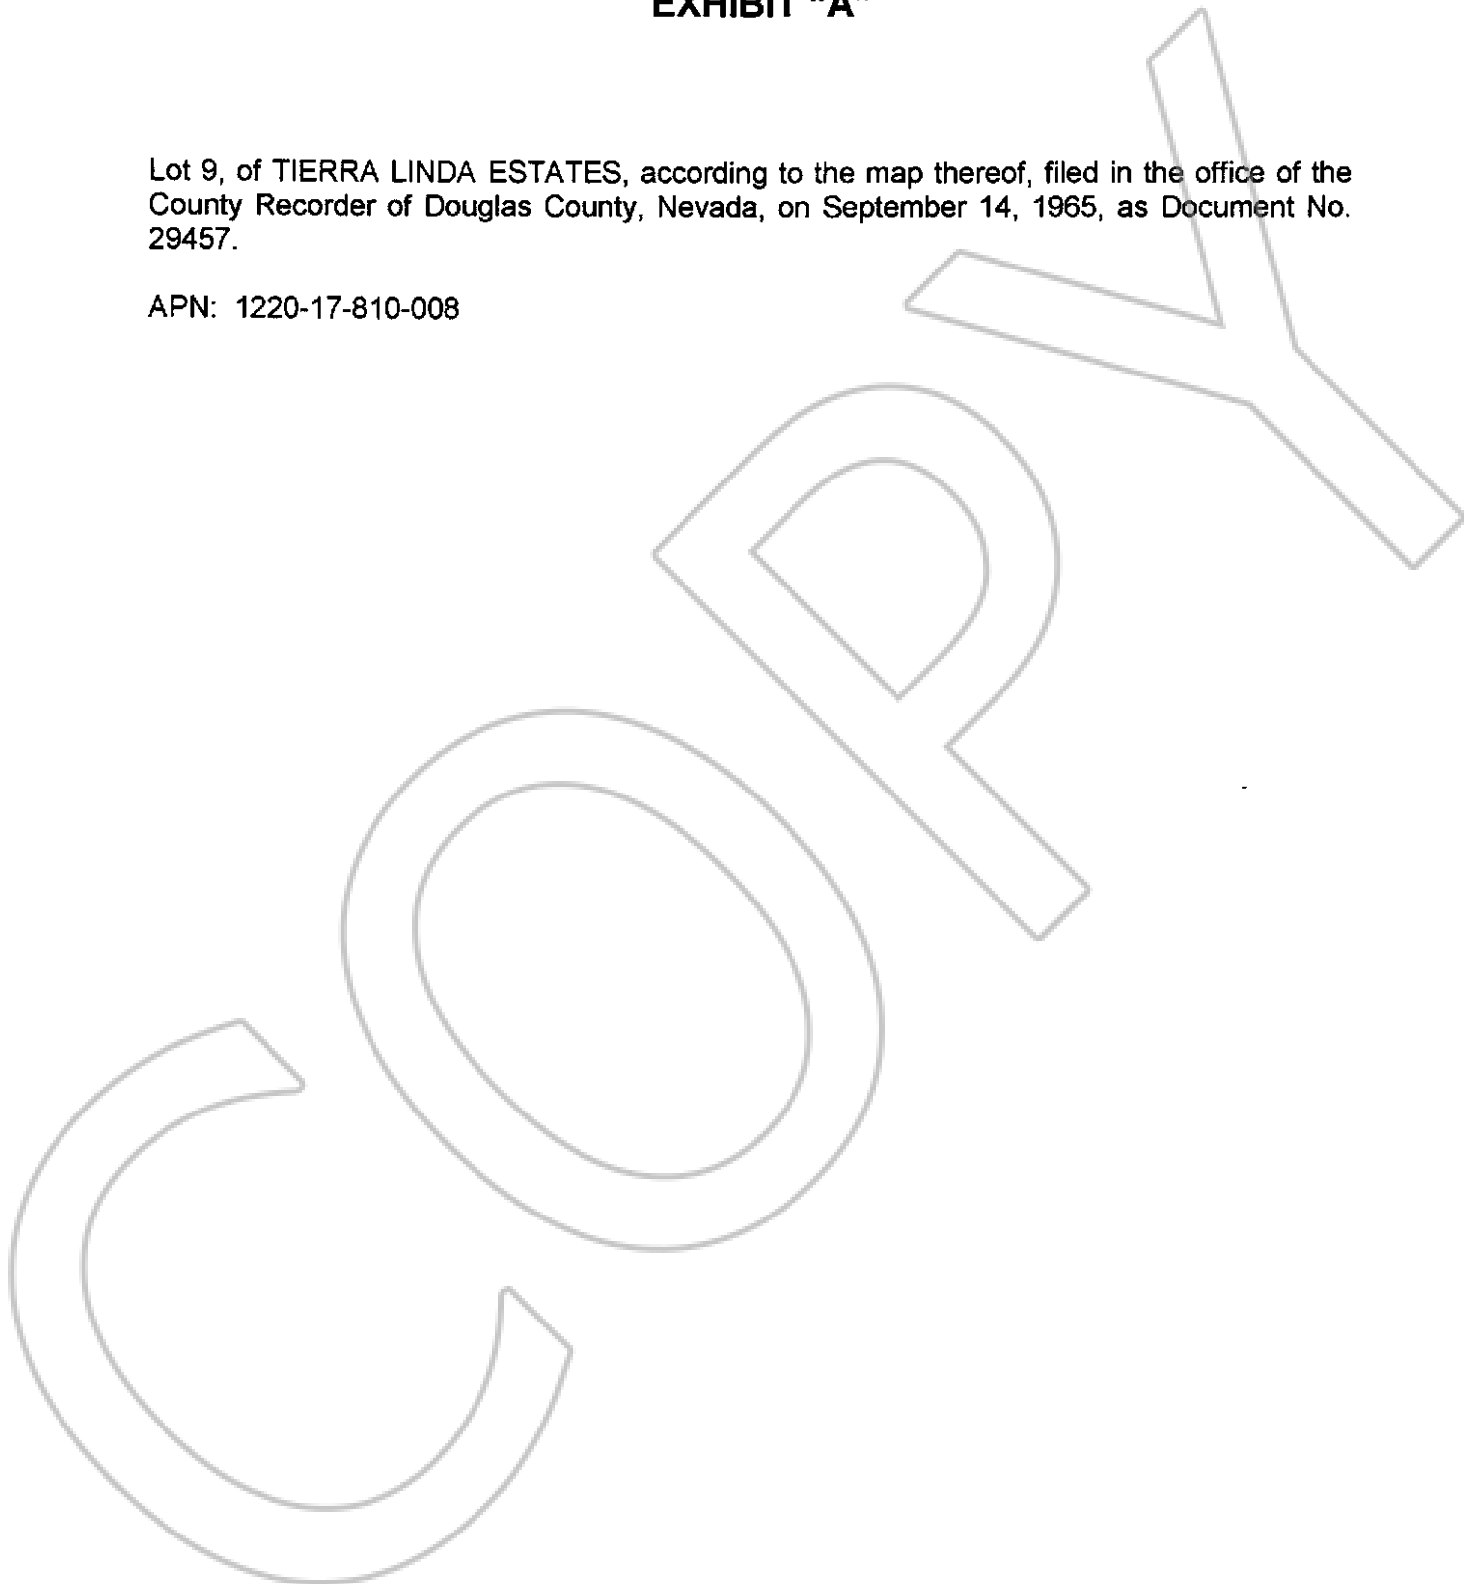 EXHIBIT "A"
Lot 9, of TIERRA LINDA ESTATES, according to the map thereof, filed in the office of the
County Recorder of Douglas County, Nevada, on September 14, 1965, as Document No.
29457.
APN: 1220-17-810-008
COPY